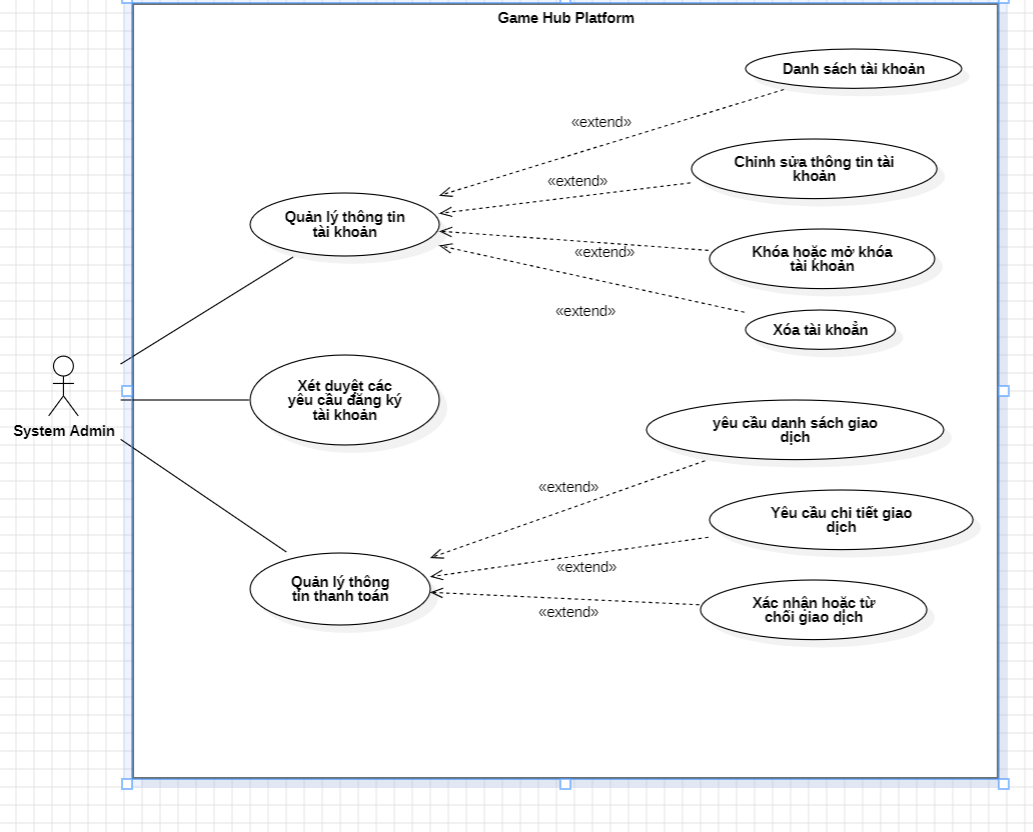 Game Hub Platform
Danh sách tài khoản
«extend»
Chỉnh sửa thông tin tài
khoản
«extend»
Quản lý thông tin
tài khoản
Khóa hoặc mở khóa
tài khoản
«extend»
«extend»
Xóa tài khoẳn
Xét duyệt các
yêu cầu đăng ký
tài khoản
System Admin
yêu cầu danh sách giao
dịch
«extend»
Yêu cầu chi tiết giao
dịch
«extend»
Quản lý thông
tin thanh toán
Xác nhận hoặc từ
chối giao dịch
«extend»